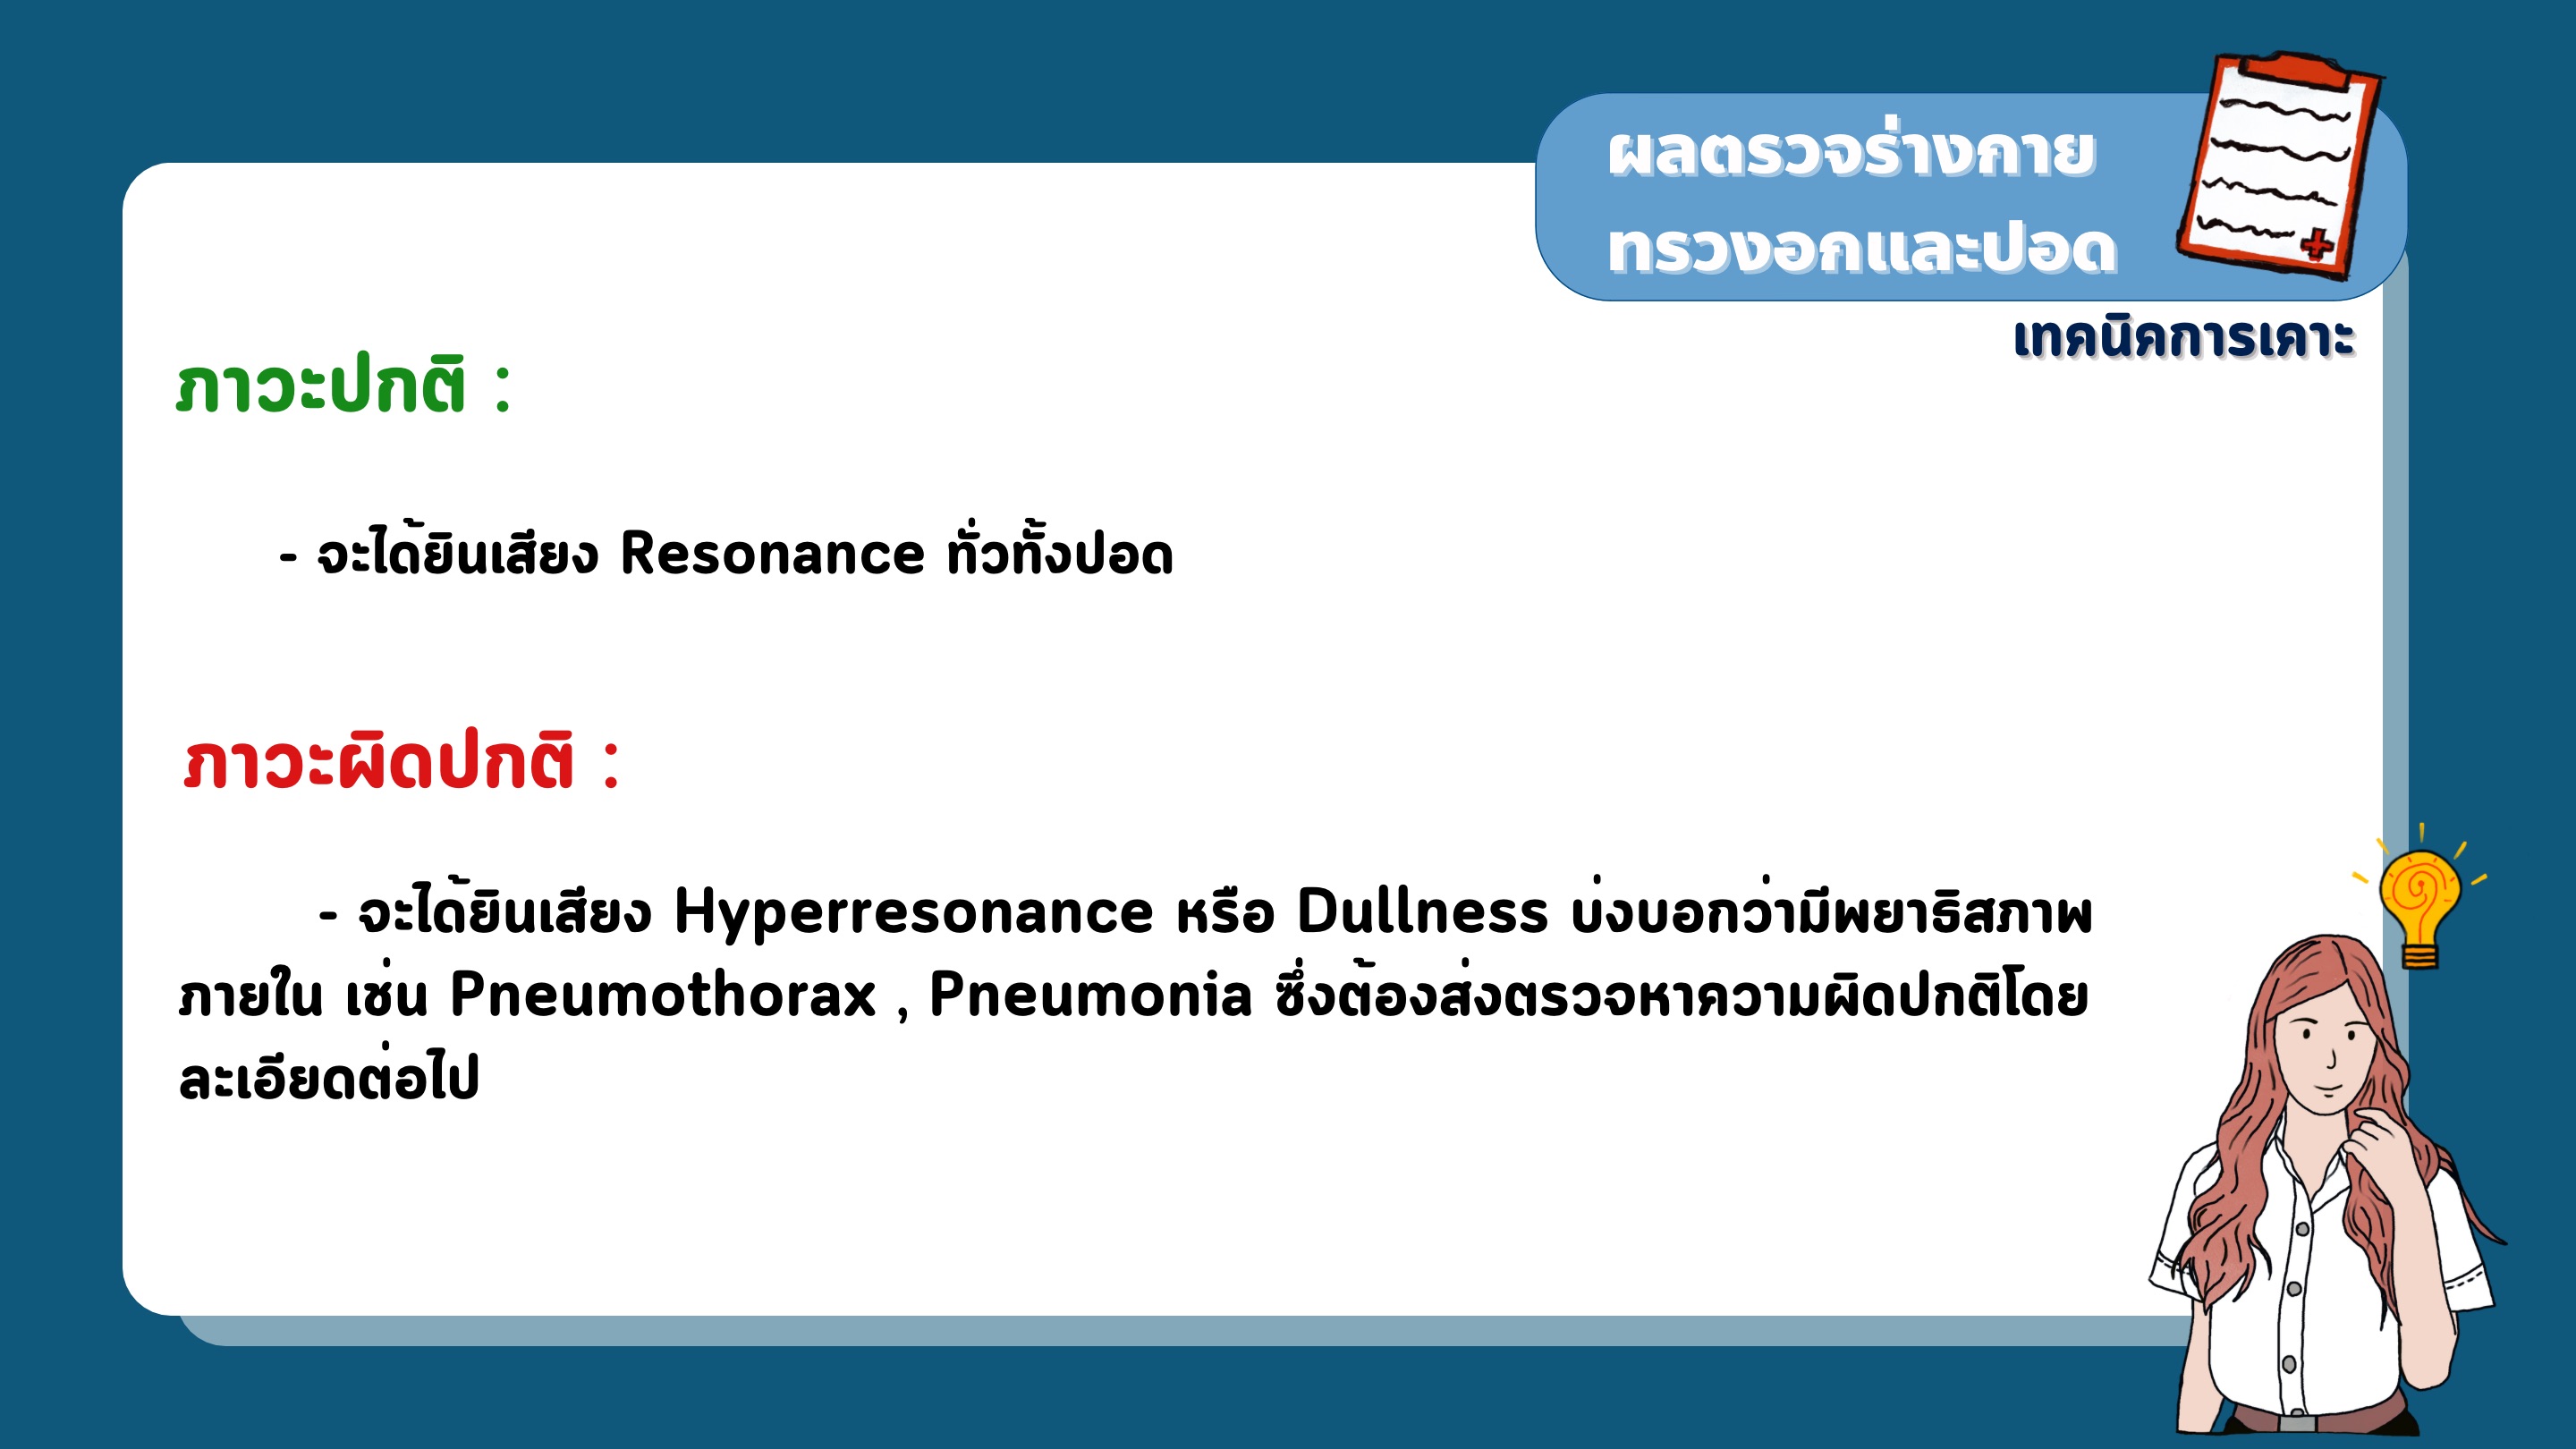 ผลตรวจร่างกาย
ทรวงอกและปอด
เทคนิคการเคาะ
ภาวะปกติ :
- จะได้ยินเสียง Resonance ทั่วทั้งปอด
ภาวะผิดปกติ :
- จะได้ยินเสียง Hyperresonance หรือ Dullness บ่งบอกว่ามีพยาธิสภาพ
ภายใน เช่น Pneumothorax , Pneumonia ซึ่งต้องส่งตรวจหาความผิดปกติโดย
ละเอียดต่อไป